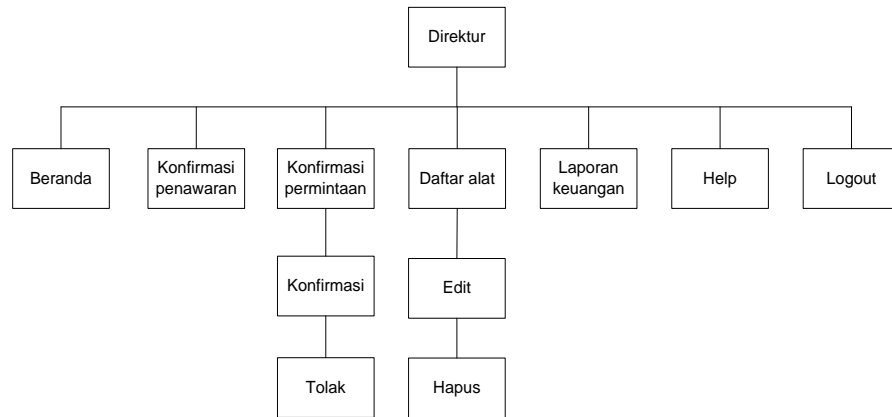 Direktur
Beranda
Konfirmasi
penawaran
Konfirmasi
permintaan
Daftar alat
Laporan
keuangan
Help
Logout
Konfirmasi
Edit
Tolak
Hapus